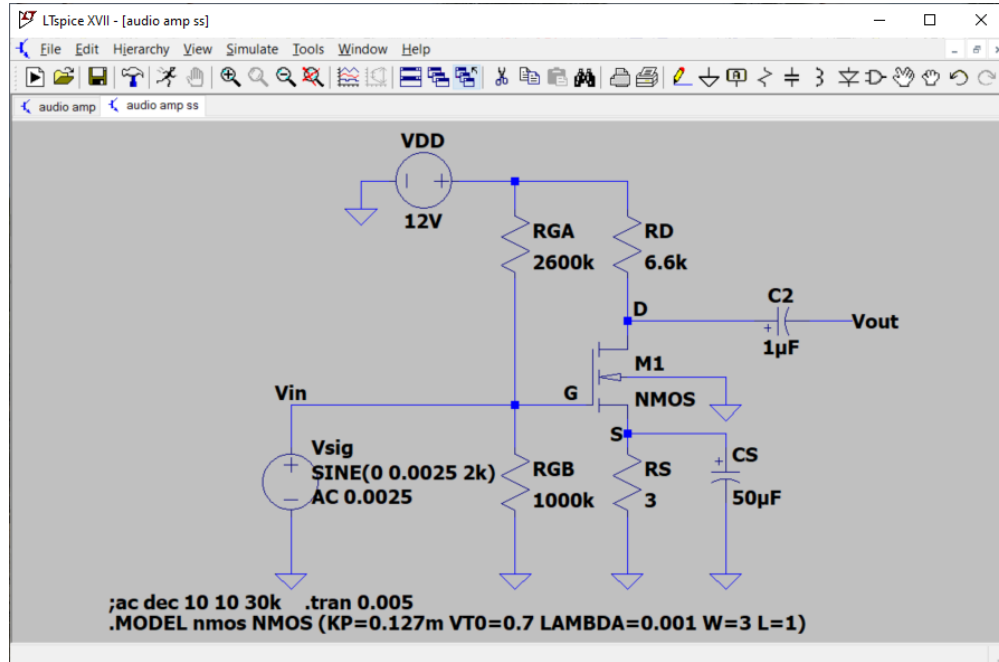 LTspice XVII - [audio amp ss]
File Edit Hierarchy View Simulate Tools Window Help
audio amp audio amp ss
VDD
12V
RGA
2600k
RD
6.6k
D
C2
1µF
Vout
M1
NMOS
G
Vin
S
Vsig
SINE(0 0.0025 2k)
AC 0.0025
RGB
1000k
RS
3
CS
50µF
;ac dec 10 10 30k .tran 0.005
.MODEL nmos NMOS (KP=0.127m VT0=0.7 LAMBDA=0.001 W=3 L=1)